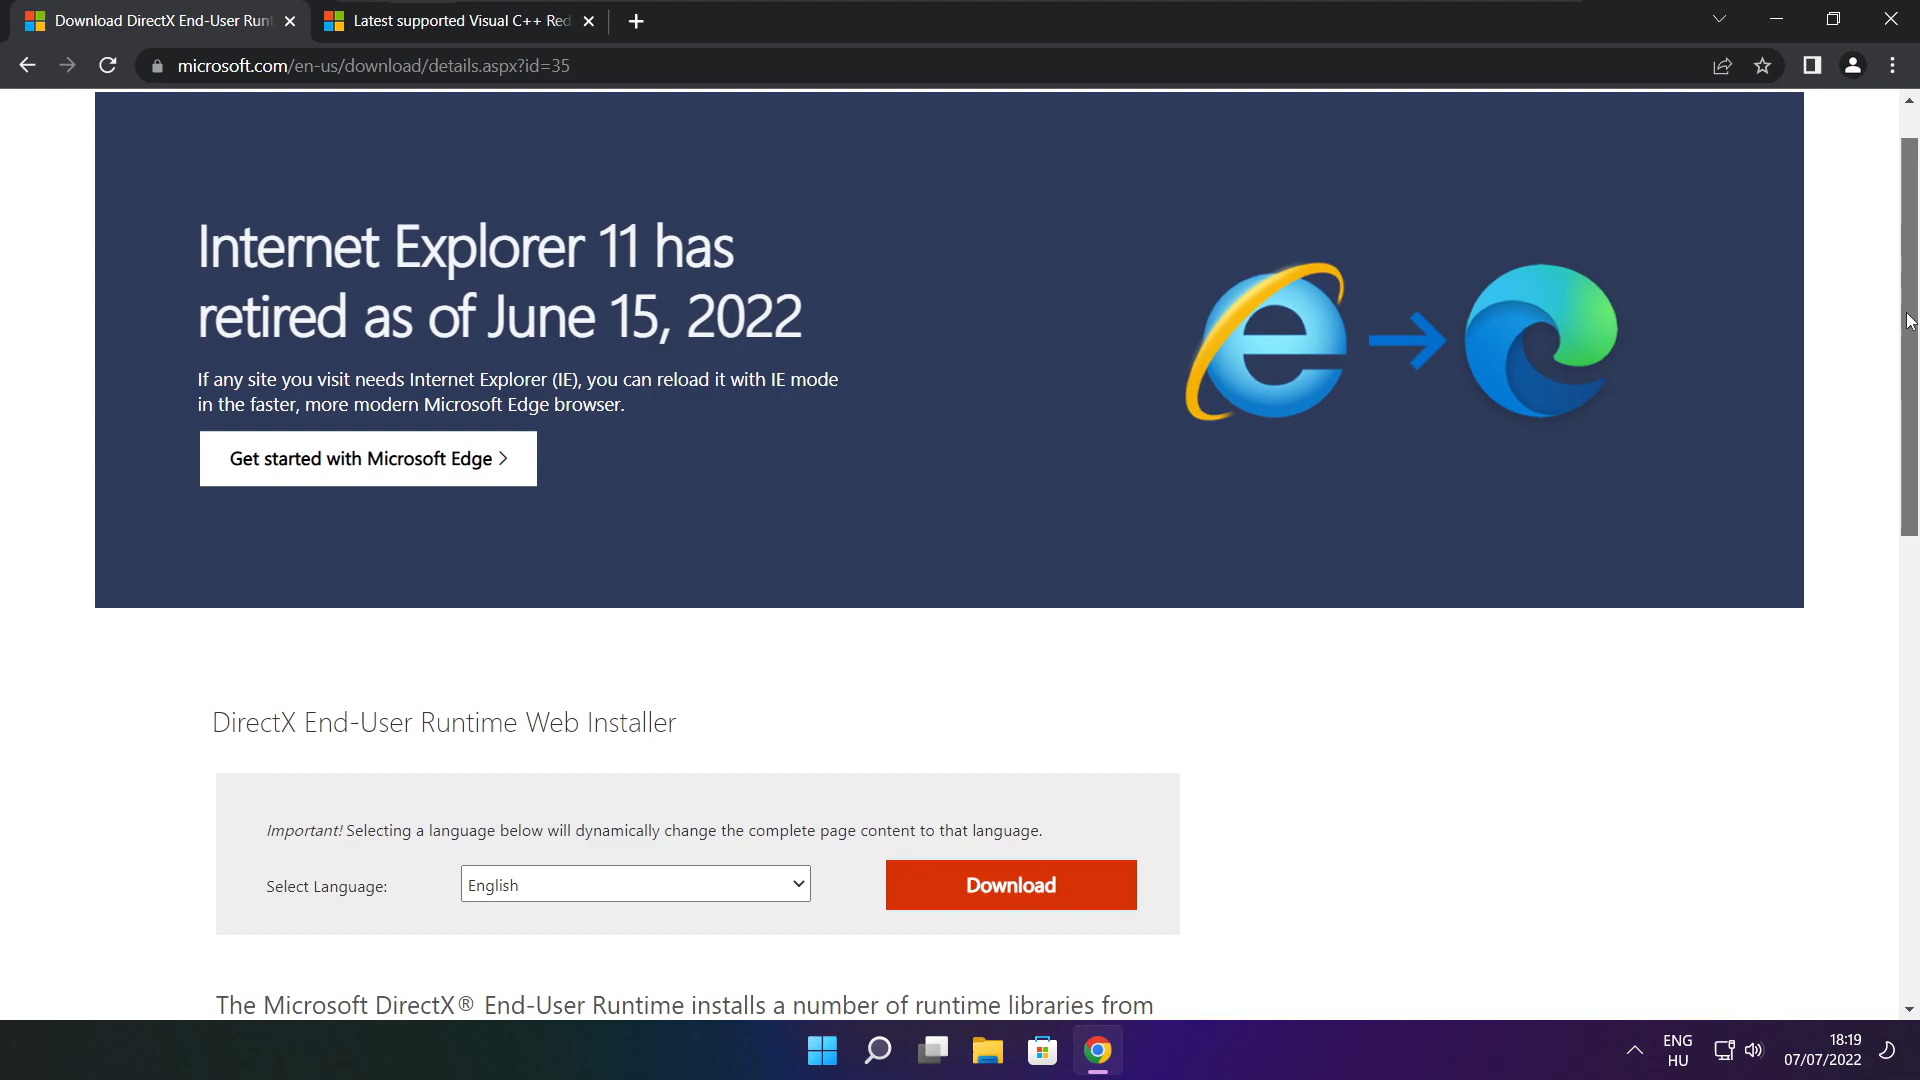 Download DirectX End-User Runt
Latest supported Visual C++ Red
microsoft.com/en-us/download/details.aspx?id=35
Internet Explorer 11 has
retired as of June 15, 2022
If any site you visit needs Internet Explorer (IE), you can reload it with IE mode
in the faster, more modern Microsoft Edge browser.
Get started with Microsoft Edge >
DirectX End-User Runtime Web Installer
Important! Selecting a language below will dynamically change the complete page content to that language.
Select Language:
English
Download
The Microsoft DirectX® End-User Runtime installs a number of runtime libraries from
ENG
HU
18:19
07/07/2022